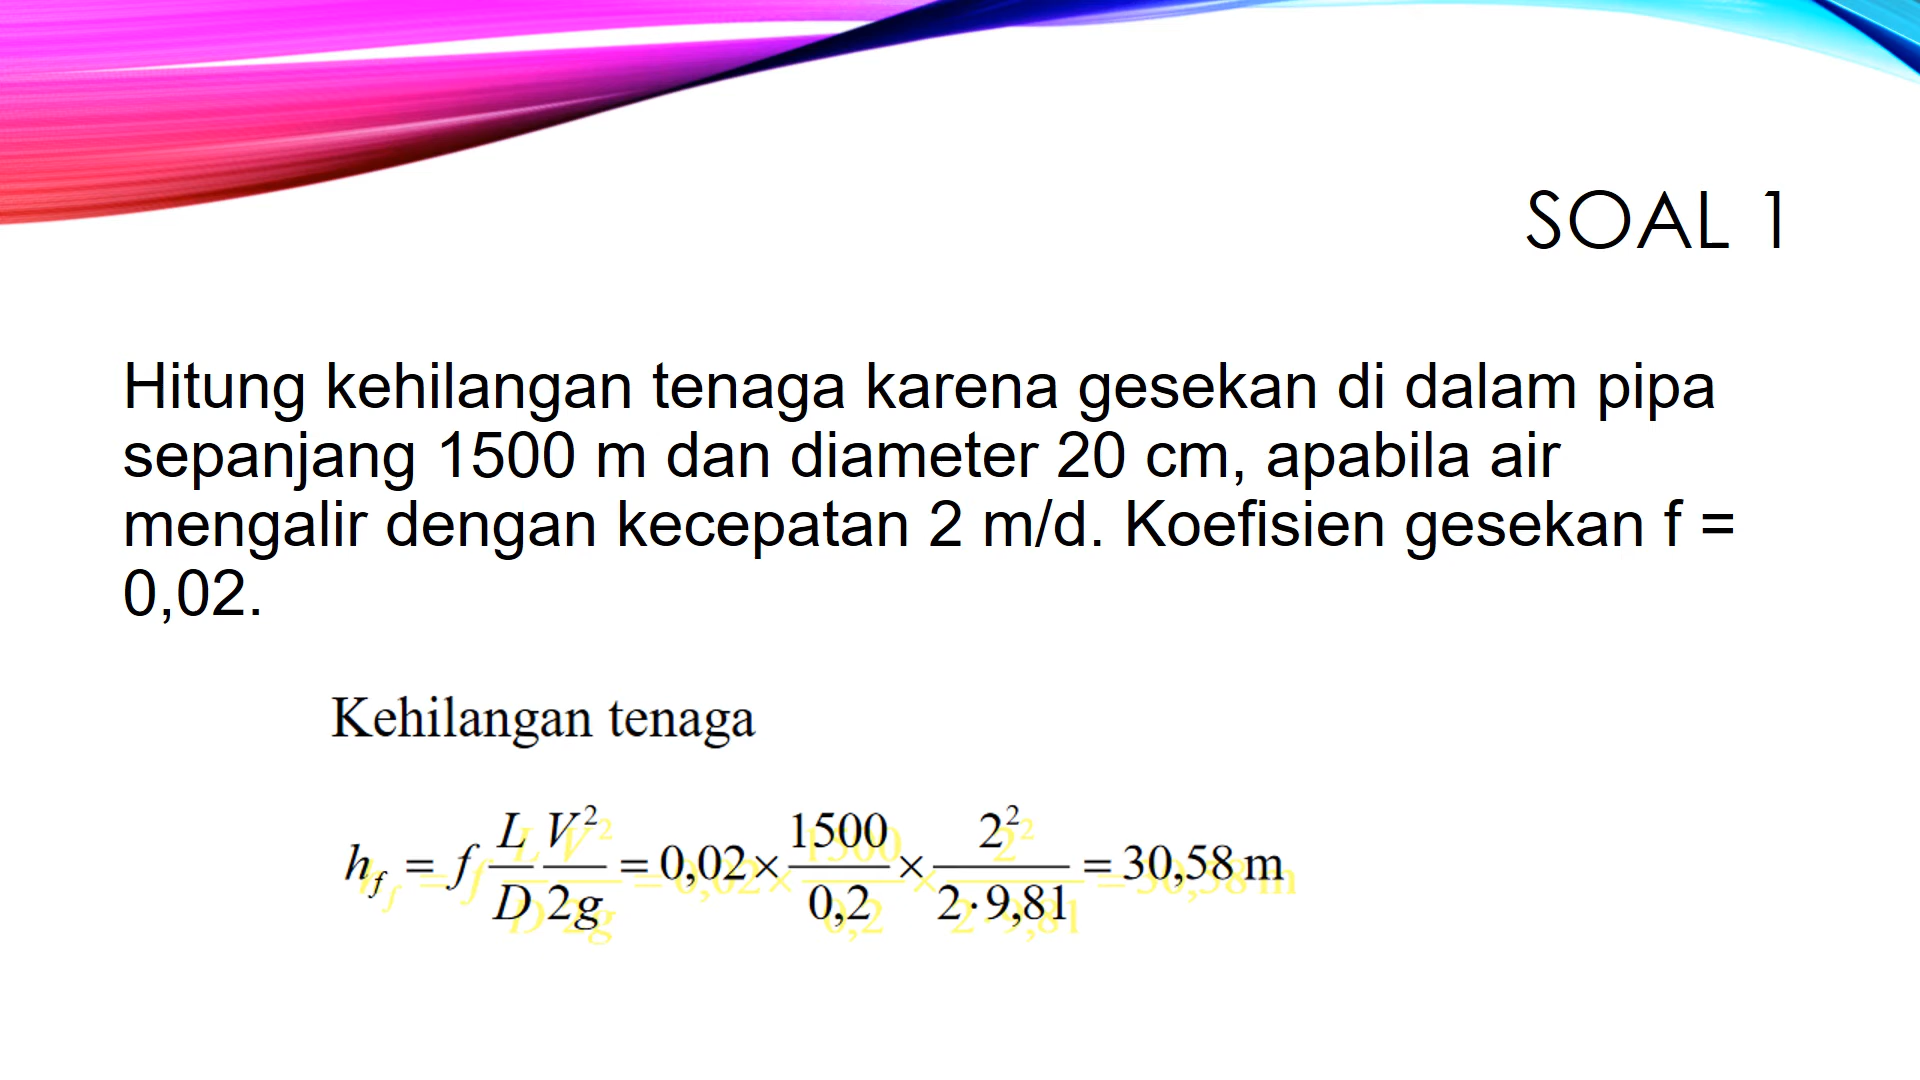 SOAL 1
Hitung kehilangan tenaga karena gesekan di dalam pipa
sepanjang 1500 m dan diameter 20 cm, apabila air
mengalir dengan kecepatan 2 m/d. Koefisien gesekan f =
0,02.
Kehilangan tenaga
h_f = f L/D V²/2g = 0,02 × 1500/0,2 × 2²/2·9,81 = 30,58 m